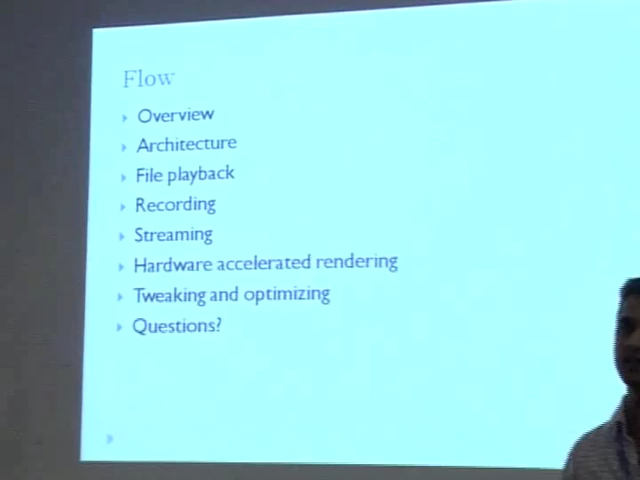 Flow
Overview
Architecture
File playback
Recording
Streaming
Hardware accelerated rendering
Tweaking and optimizing
Questions?